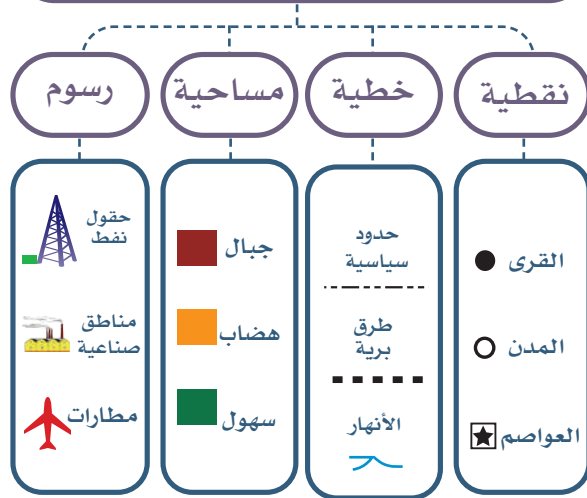 نقطية
خطية
مساحية
رسوم
القرى
المدن
العواصم
حدود
سياسية
طرق
برية
الأنهار
جبال
هضاب
سهول
حقول
نفط
مناطق
صناعية
مطارات